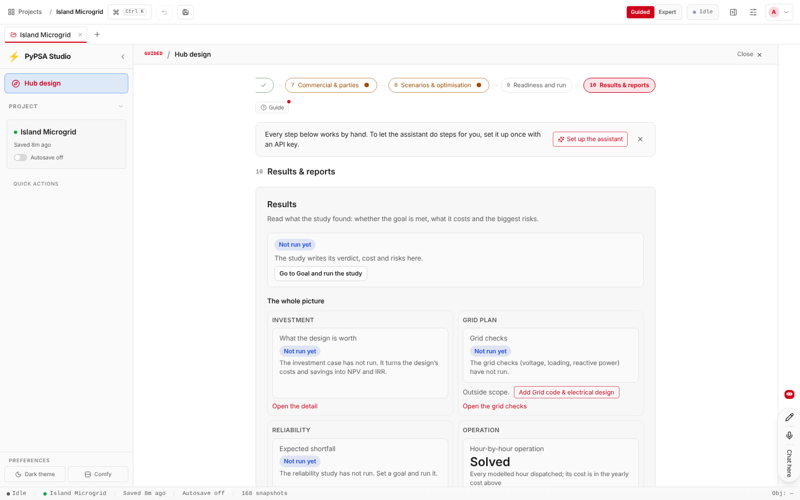 Projects / Island Microgrid
⌘ Ctrl K
Guided
Expert
Idle
A
Island Microgrid
PyPSA Studio
Hub design
PROJECT
Island Microgrid
Saved 8m ago
Autosave off
QUICK ACTIONS
PREFERENCES
Dark theme
Comfy
GUIDED / Hub design
Close
7 Commercial & parties
8 Scenarios & optimisation
9 Readiness and run
10 Results & reports
Guide
Every step below works by hand. To let the assistant do steps for you, set it up once with
an API key.
Set up the assistant
10 Results & reports
Results
Read what the study found: whether the goal is met, what it costs and the biggest risks.
Not run yet
The study writes its verdict, cost and risks here.
Go to Goal and run the study
The whole picture
INVESTMENT
What the design is worth
Not run yet
The investment case has not run. It turns the design's
costs and savings into NPV and IRR.
Open the detail
GRID PLAN
Grid checks
Not run yet
The grid checks (voltage, loading, reactive power)
have not run.
Outside scope.
Add Grid code & electrical design
Open the grid checks
RELIABILITY
Expected shortfall
Not run yet
The reliability study has not run. Set a goal and run it.
OPERATION
Hour-by-hour operation
Solved
Every modelled hour dispatched; its cost is in the yearly
cost above
Chat here
Idle
Island Microgrid
Saved 8m ago
Autosave off
168 snapshots
Obj: —